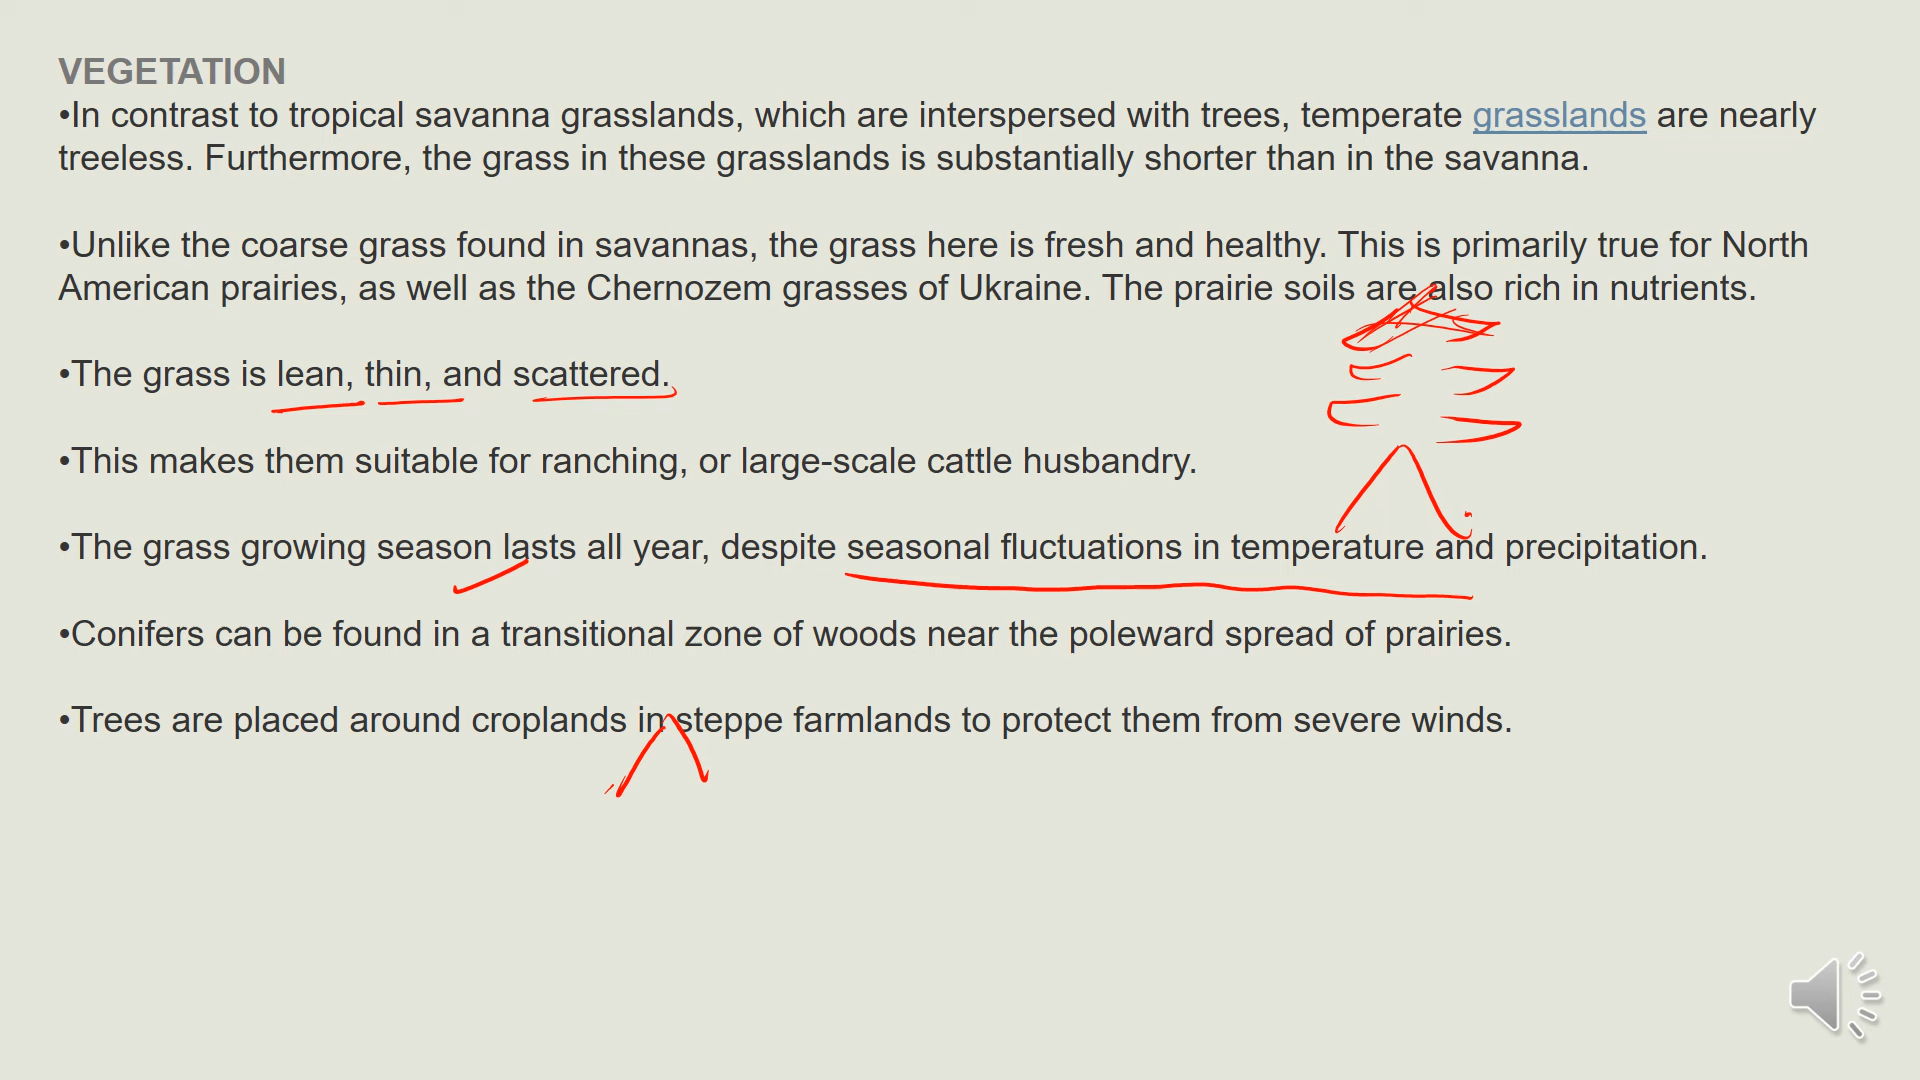 VEGETATION
•In contrast to tropical savanna grasslands, which are interspersed with trees, temperate grasslands are nearly
treeless. Furthermore, the grass in these grasslands is substantially shorter than in the savanna.
•Unlike the coarse grass found in savannas, the grass here is fresh and healthy. This is primarily true for North
American prairies, as well as the Chernozem grasses of Ukraine. The prairie soils are also rich in nutrients.
•The grass is lean, thin, and scattered.
•This makes them suitable for ranching, or large-scale cattle husbandry.
•The grass growing season lasts all year, despite seasonal fluctuations in temperature and precipitation.
•Conifers can be found in a transitional zone of woods near the poleward spread of prairies.
•Trees are placed around croplands in steppe farmlands to protect them from severe winds.